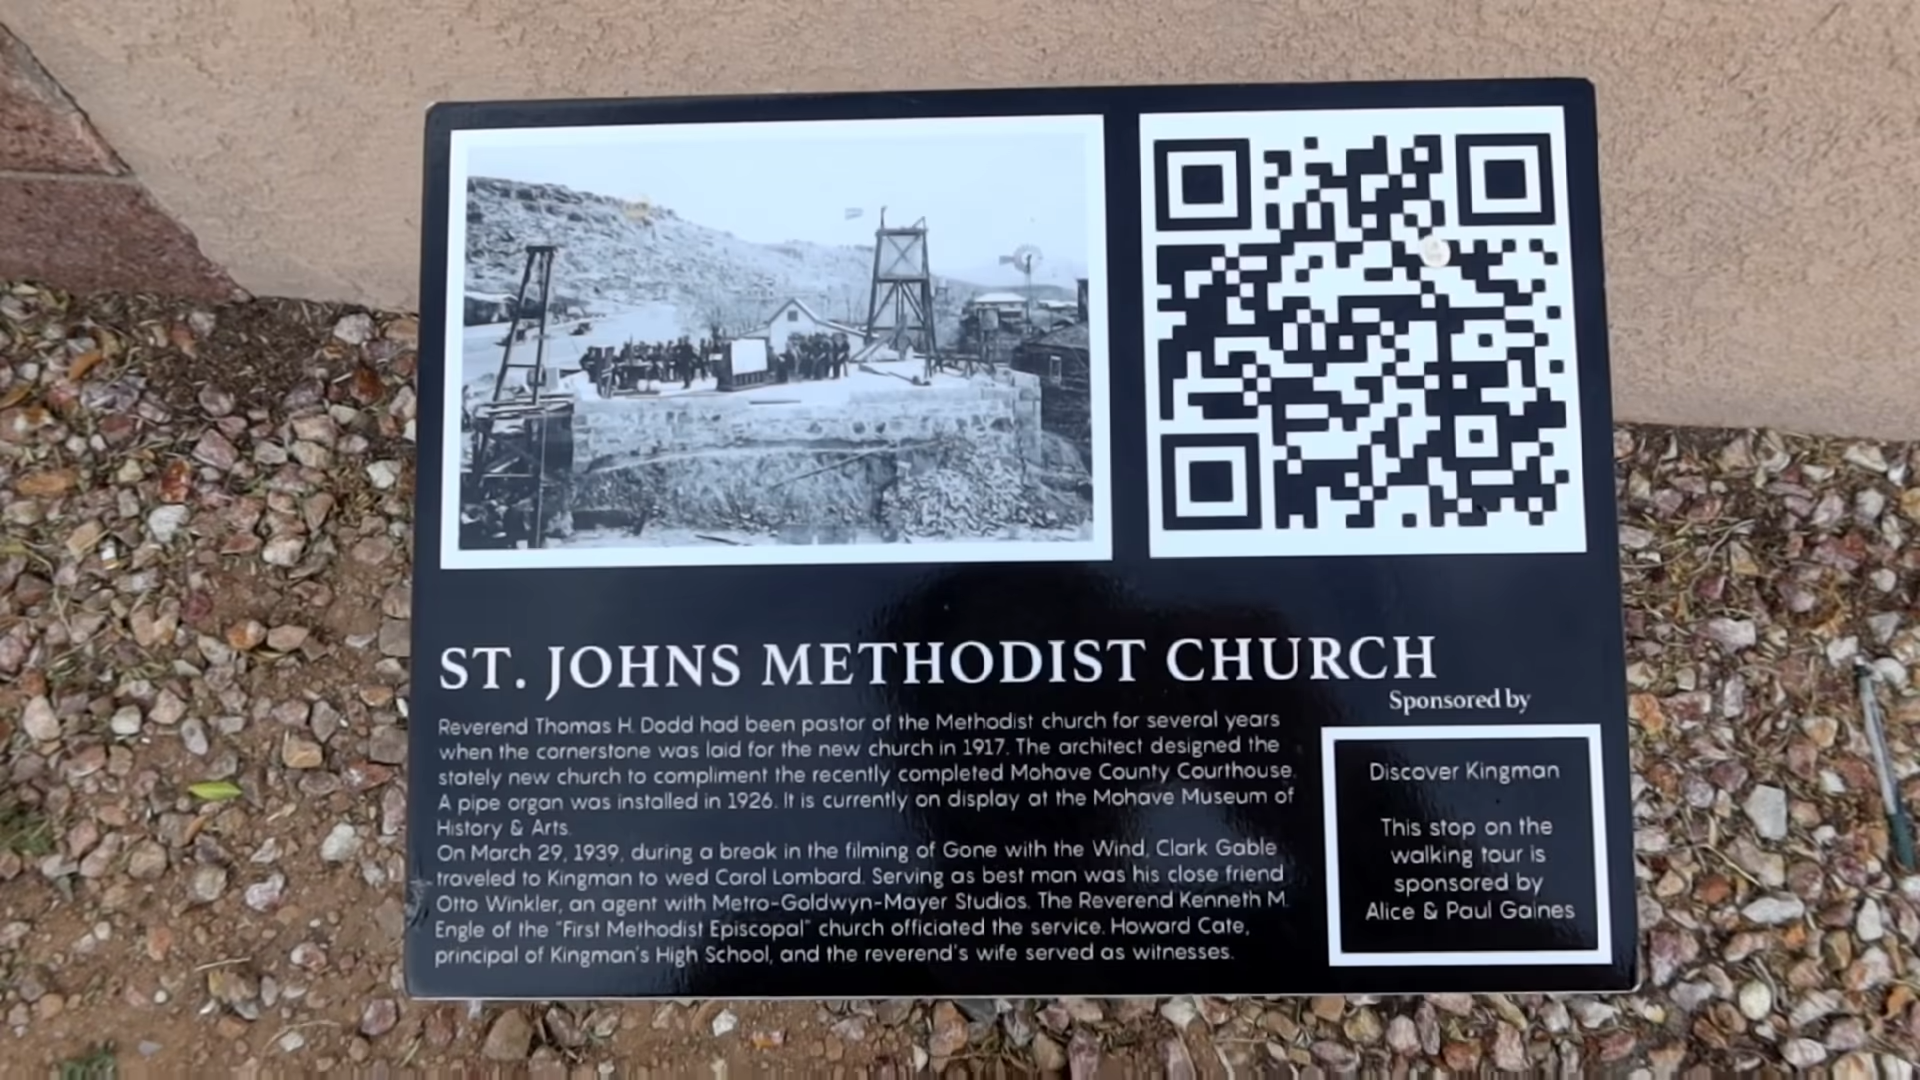 ST. JOHNS METHODIST CHURCH
Reverend Thomas H. Dodd had been pastor of the Methodist church for several years
when the cornerstone was laid for the new church in 1917. The architect designed the
stately new church to compliment the recently completed Mohave County Courthouse.
A pipe organ was installed in 1926. It is currently on display at the Mohave Museum of
History & Arts.
On March 29, 1939, during a break in the filming of Gone with the Wind, Clark Gable
traveled to Kingman to wed Carol Lombard. Serving as best man was his close friend
Otto Winkler, an agent with Metro-Goldwyn-Mayer Studios. The Reverend Kenneth M.
Engle of the "First Methodist Episcopal" church officiated the service. Howard Cate,
principal of Kingman's High School, and the reverend's wife served as witnesses.
Sponsored by
Discover Kingman
This stop on the
walking tour is
sponsored by
Alice & Paul Gaines